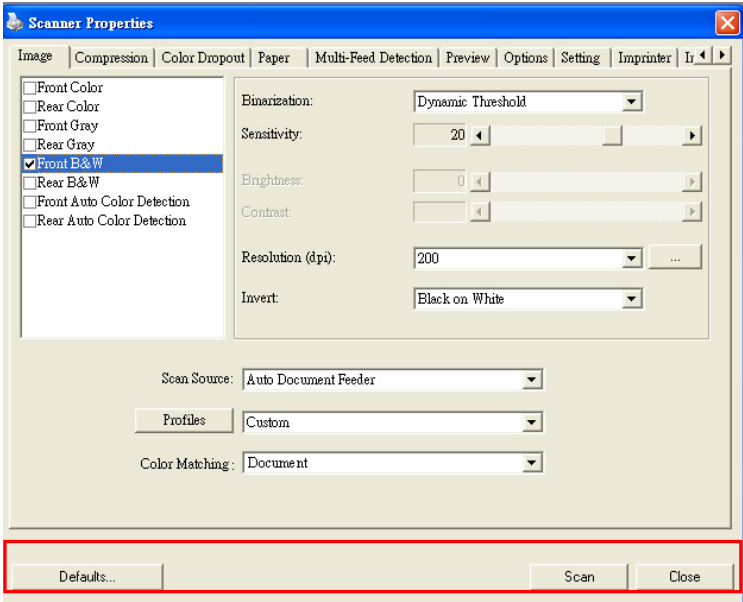 Scanner Properties
Image Compression Color Dropout Paper Multi-Feed Detection Preview Options Setting Imprinter
Front Color
Rear Color
Front Gray
Rear Gray
Front B&W
Rear B&W
Front Auto Color Detection
Rear Auto Color Detection
Binarization: Dynamic Threshold
Sensitivity: 20
Brightness: 0
Contrast:
Resolution (dpi): 200 ...
Invert: Black on White
Scan Source: Auto Document Feeder
Profiles Custom
Color Matching: Document
Defaults... Scan Close